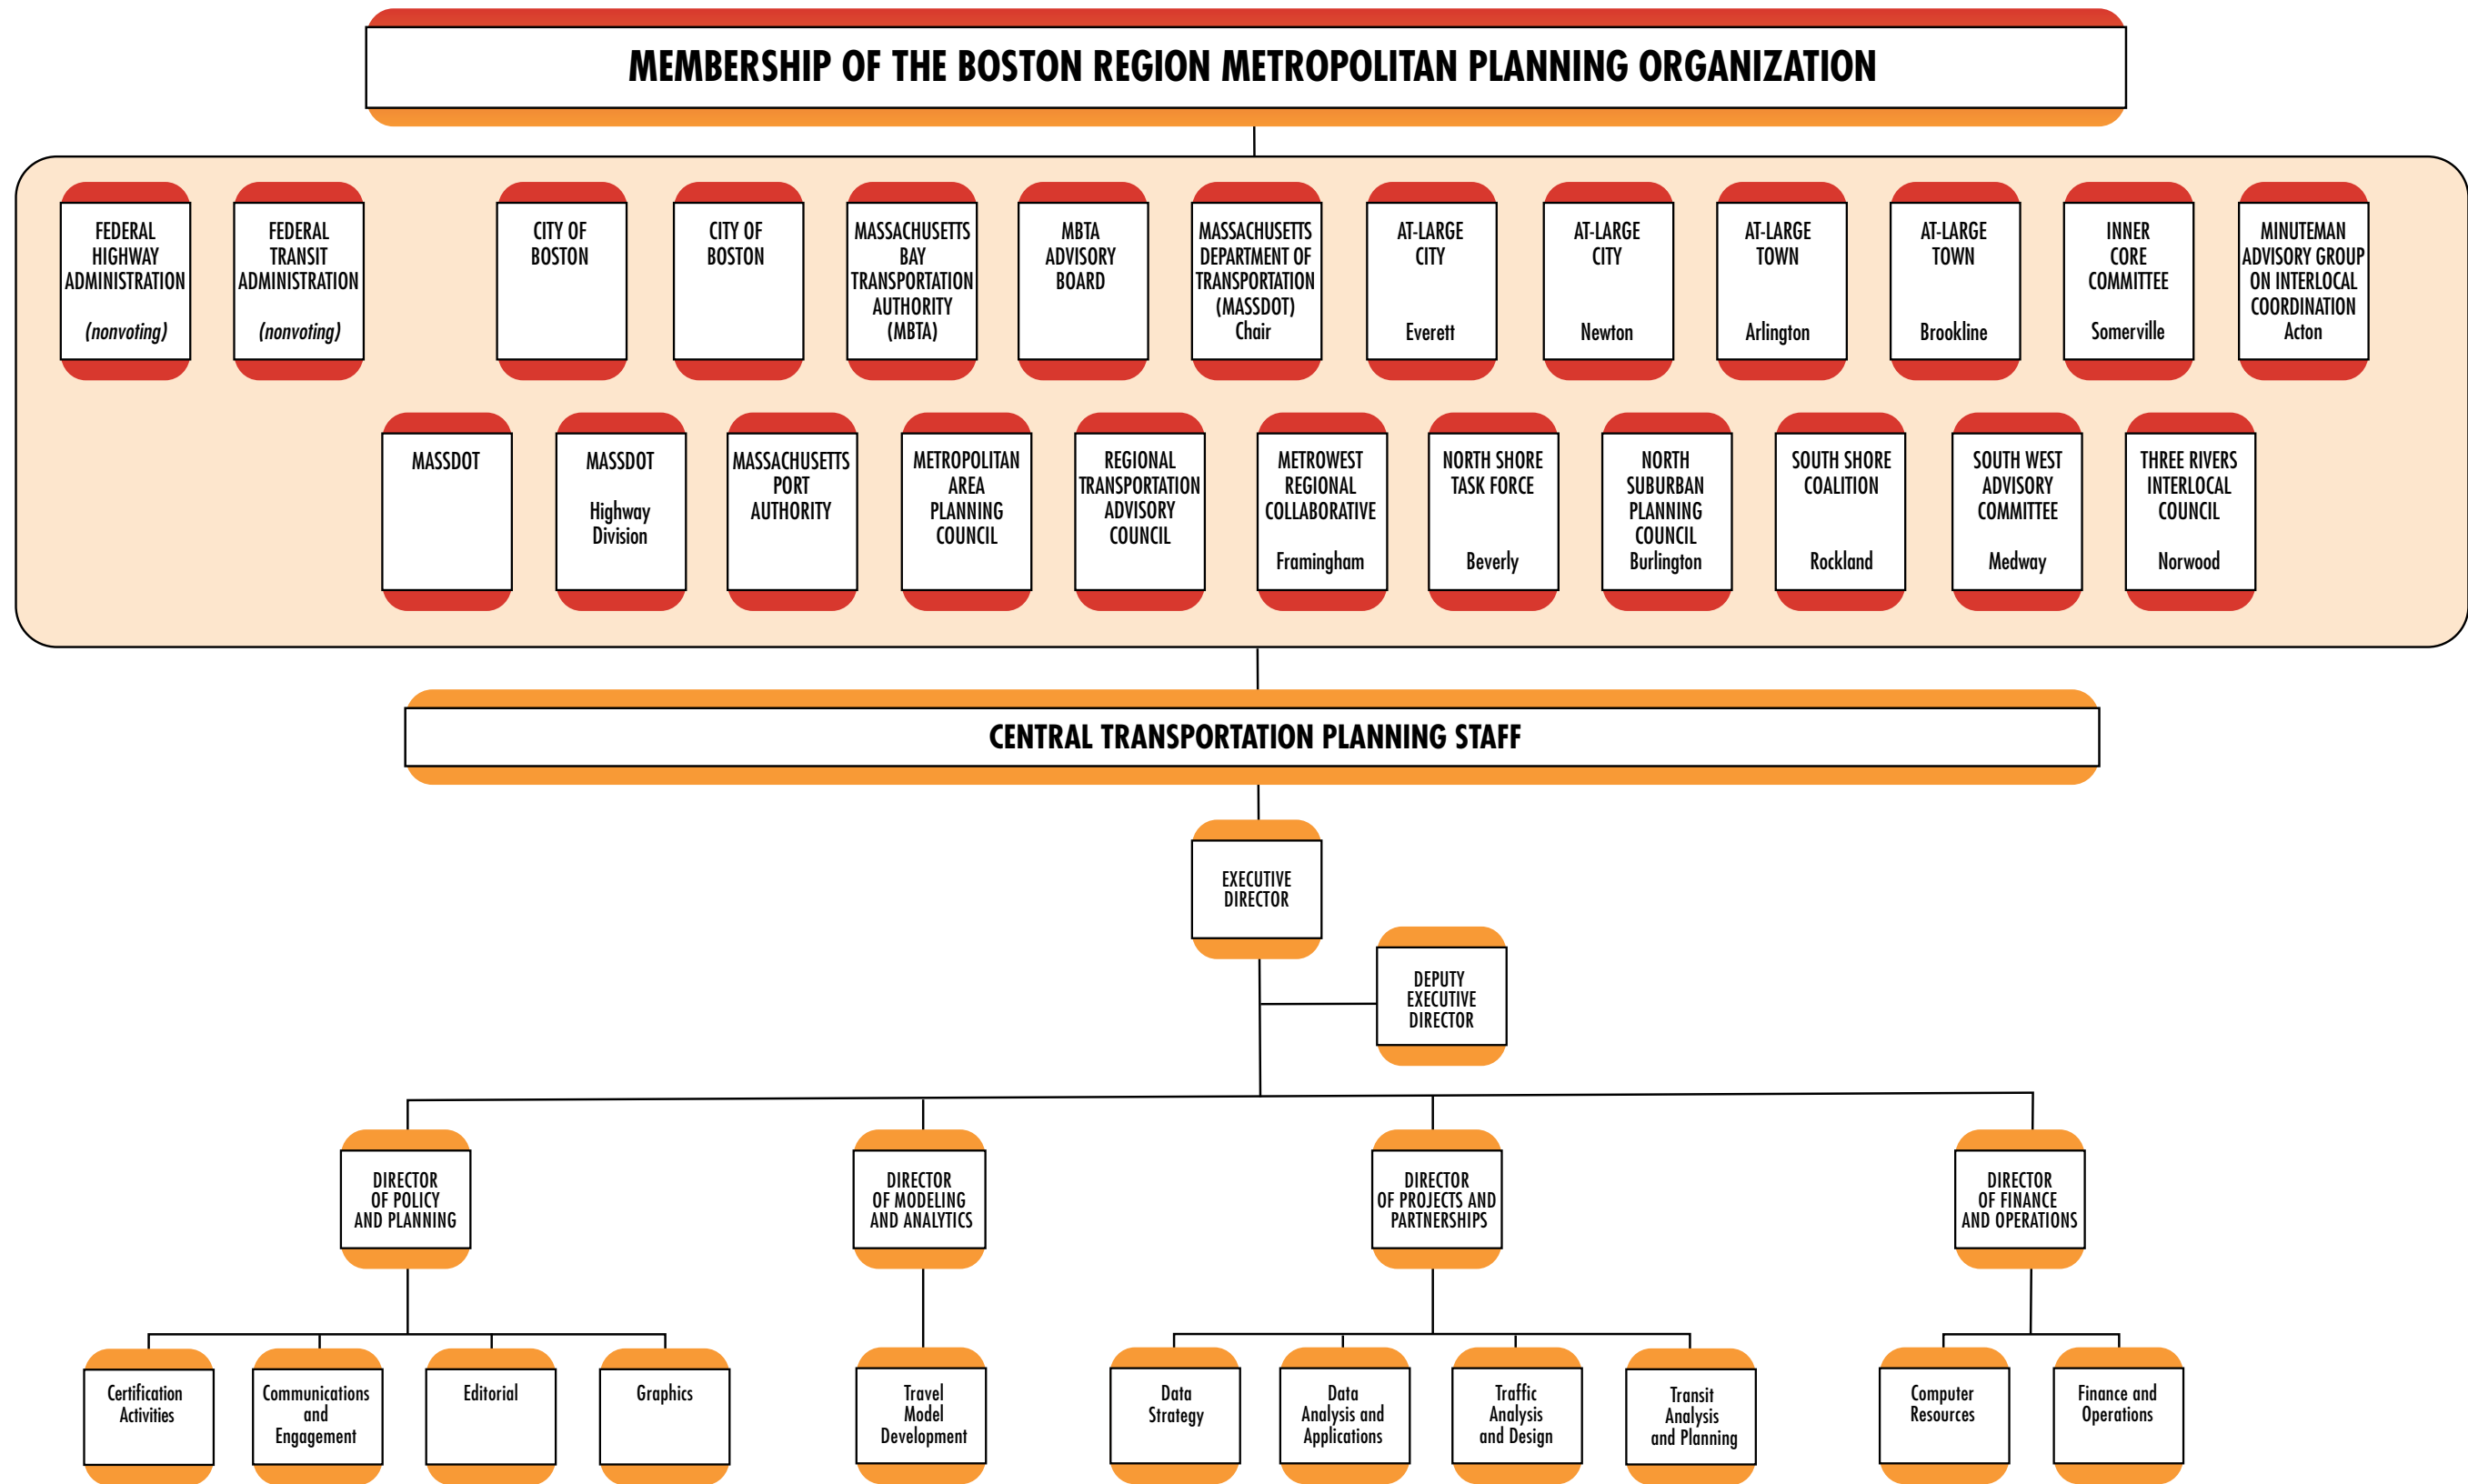 MEMBERSHIP OF THE BOSTON REGION METROPOLITAN PLANNING ORGANIZATION
FEDERAL
HIGHWAY
ADMINISTRATION
(nonvoting)
FEDERAL
TRANSIT
ADMINISTRATION
(nonvoting)
CITY OF
BOSTON
CITY OF
BOSTON
MASSACHUSETTS
BAY
TRANSPORTATION
AUTHORITY
(MBTA)
MBTA
ADVISORY
BOARD
MASSACHUSETTS
DEPARTMENT OF
TRANSPORTATION
(MASSDOT)
Chair
AT-LARGE
CITY
Everett
AT-LARGE
CITY
Newton
AT-LARGE
TOWN
Arlington
AT-LARGE
TOWN
Brookline
INNER
CORE
COMMITTEE
Somerville
MINUTEMAN
ADVISORY GROUP
ON INTERLOCAL
COORDINATION
Acton
MASSDOT
MASSDOT
Highway
Division
MASSACHUSETTS
PORT
AUTHORITY
METROPOLITAN
AREA
PLANNING
COUNCIL
REGIONAL
TRANSPORTATION
ADVISORY
COUNCIL
METROWEST
REGIONAL
COLLABORATIVE
Framingham
NORTH SHORE
TASK FORCE
Beverly
NORTH
SUBURBAN
PLANNING
COUNCIL
Burlington
SOUTH SHORE
COALITION
Rockland
SOUTH WEST
ADVISORY
COMMITTEE
Medway
THREE RIVERS
INTERLOCAL
COUNCIL
Norwood
CENTRAL TRANSPORTATION PLANNING STAFF
EXECUTIVE
DIRECTOR
DEPUTY
EXECUTIVE
DIRECTOR
DIRECTOR
OF POLICY
AND PLANNING
DIRECTOR
OF MODELING
AND ANALYTICS
DIRECTOR
OF PROJECTS AND
PARTNERSHIPS
DIRECTOR
OF FINANCE
AND OPERATIONS
Certification
Activities
Communications
and
Engagement
Editorial
Graphics
Travel
Model
Development
Data
Strategy
Data
Analysis and
Applications
Traffic
Analysis
and Design
Transit
Analysis
and Planning
Computer
Resources
Finance and
Operations